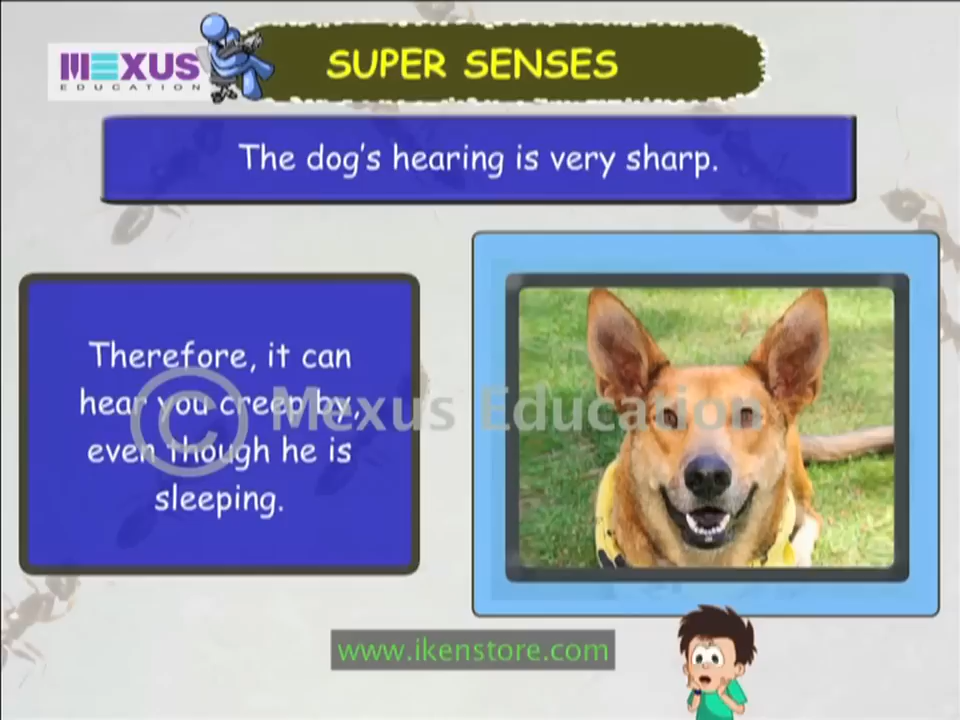 MEXUS
EDUCATION
SUPER SENSES
The dog's hearing is very sharp.
Therefore, it can
hear you creep by,
even though he is
sleeping.
© Mexus Education
www.ikenstore.com